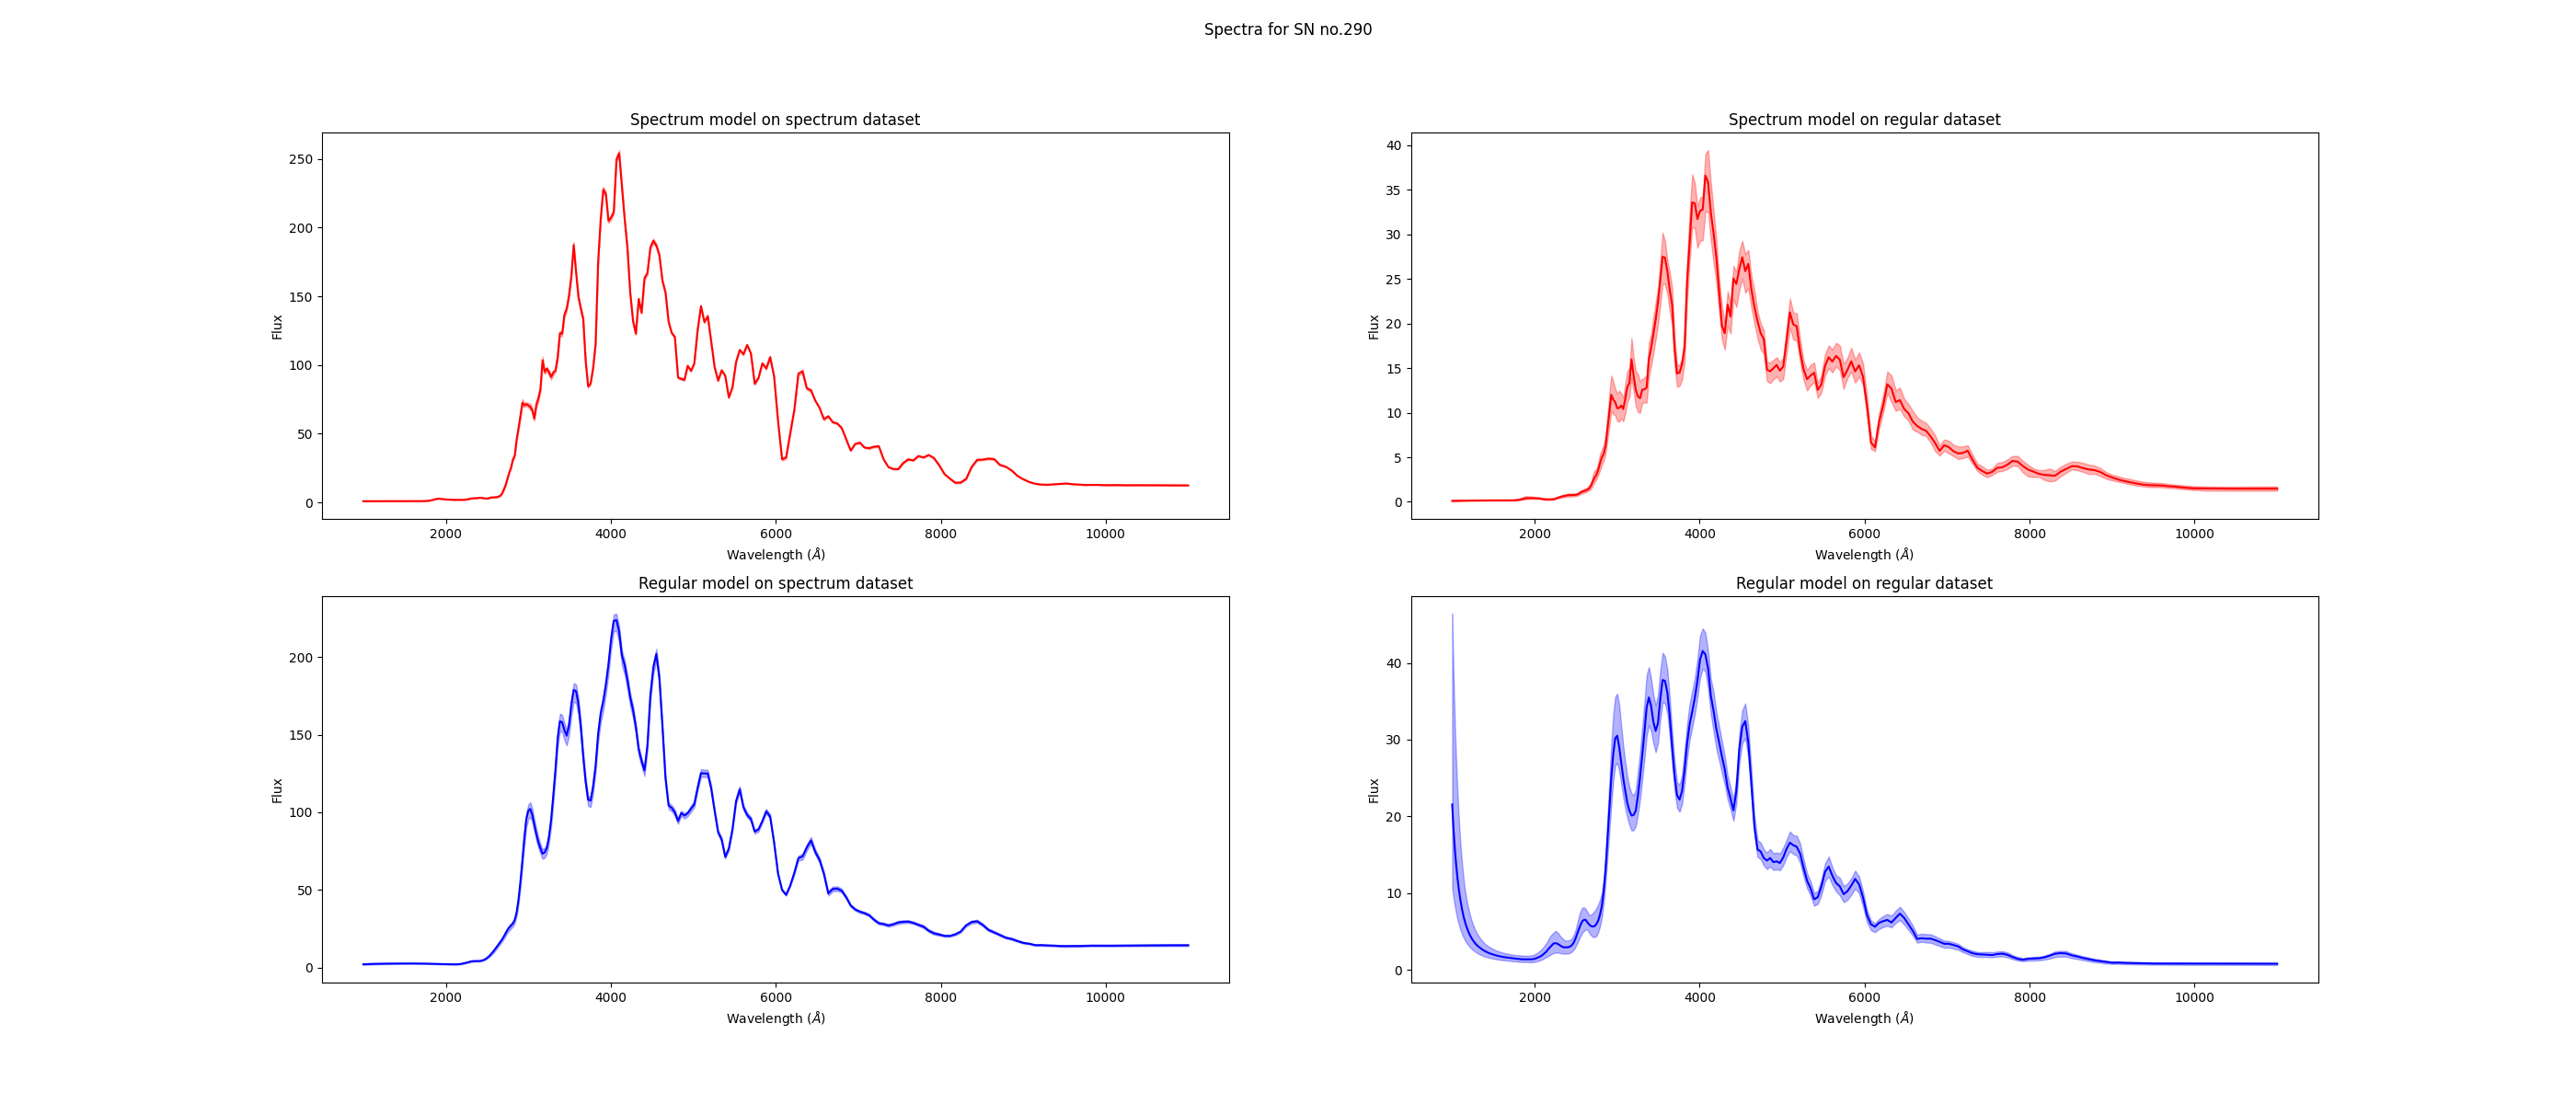 Spectra for SN no.290
Spectrum model on spectrum dataset
250
200
150
100
50
0
Flux
2000 4000 6000 8000 10000
Wavelength (Å)
Spectrum model on regular dataset
40
35
30
25
20
15
10
5
0
Flux
2000 4000 6000 8000 10000
Wavelength (Å)
Regular model on spectrum dataset
200
150
100
50
0
Flux
2000 4000 6000 8000 10000
Wavelength (Å)
Regular model on regular dataset
40
30
20
10
0
Flux
2000 4000 6000 8000 10000
Wavelength (Å)